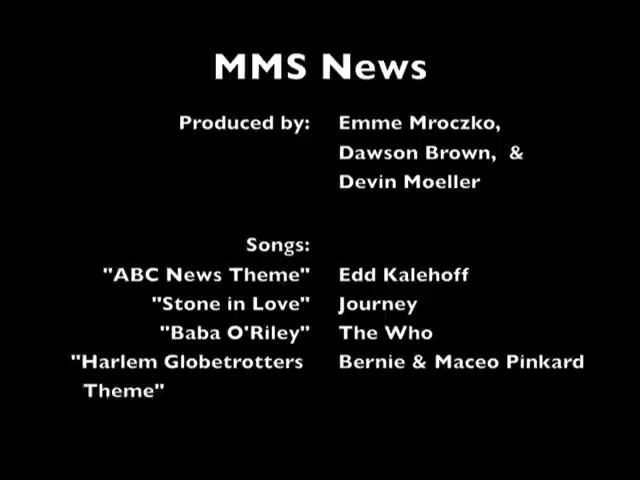 MMS News
Produced by: Emme Mroczko,
Dawson Brown, &
Devin Moeller
Songs:
"ABC News Theme" Edd Kalehoff
"Stone in Love" Journey
"Baba O'Riley" The Who
"Harlem Globetrotters Bernie & Maceo Pinkard
Theme"